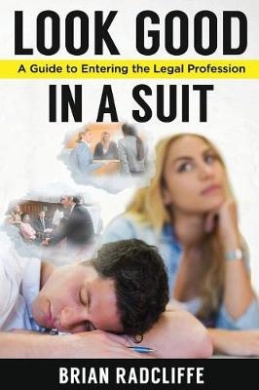 LOOK GOOD
A Guide to Entering the Legal Profession
IN A SUIT
BRIAN RADCLIFFE